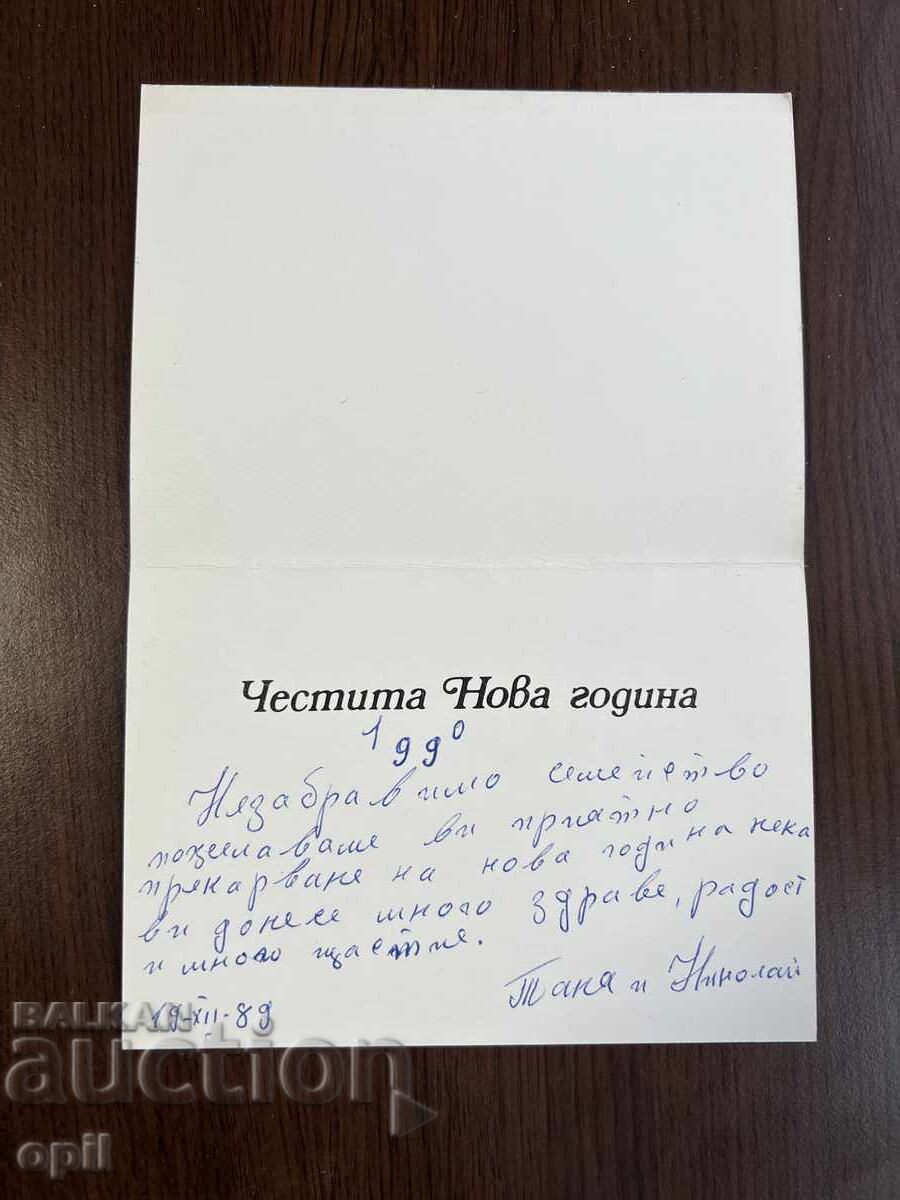 Честита Нова година
1990
Незабравимо семейство
пожелаваме ви приятно
прекарване на нова година нека
ви донесе много здраве, радост
и много щастие.
Таня и Николай
19-XII-89
BALKAN
auction
opil